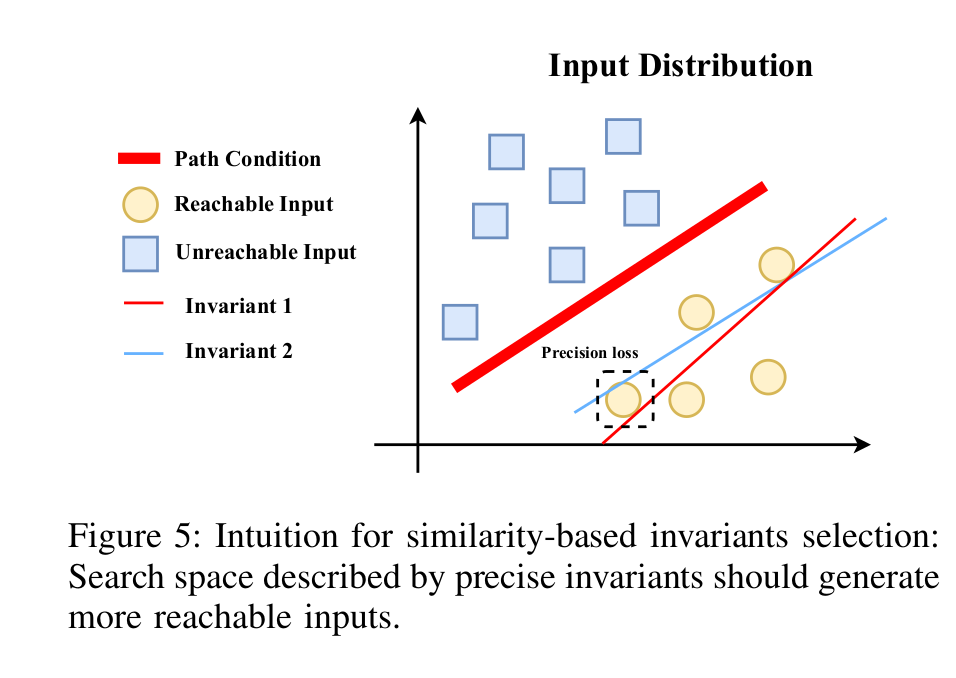 Input Distribution
Path Condition
Reachable Input
Unreachable Input
Invariant 1
Invariant 2
Precision loss
Figure 5: Intuition for similarity-based invariants selection:
Search space described by precise invariants should generate
more reachable inputs.